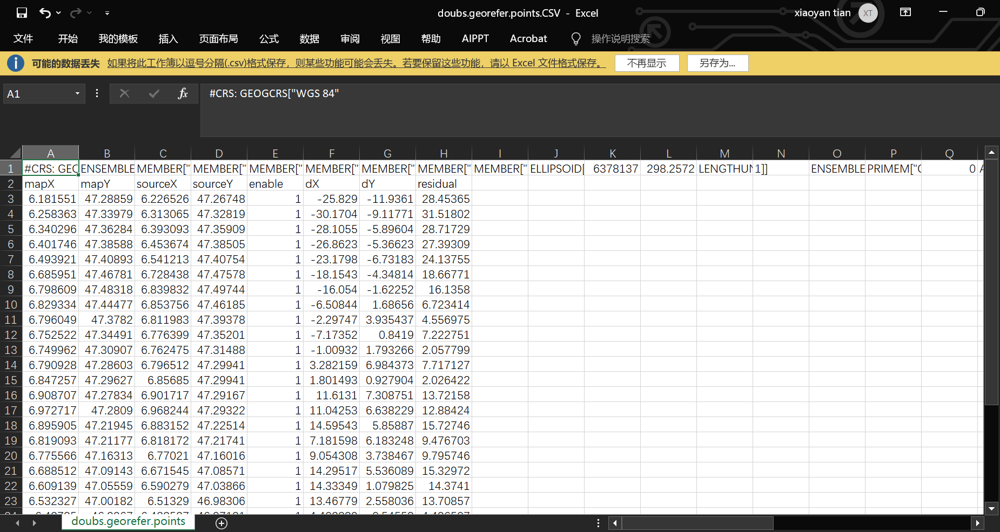 doubs.georefer.points.CSV - Excel
xiaoyan tian XT
文件 开始 我的模板 插入 页面布局 公式 数据 审阅 视图 帮助 AIPPT Acrobat 操作说明搜索
可能的数据丢失 如果将此工作簿以逗号分隔(.csv)格式保存，则某些功能可能会丢失。若要保留这些功能，请以 Excel 文件格式保存。 不再显示 另存为...
A1 fx #CRS: GEOGCRS["WGS 84"
A B C D E F G H I J K L M N O P Q
1 #CRS: GEO ENSEMBLE MEMBER[" MEMBER[" MEMBER[" MEMBER[" MEMBER[" MEMBER[" MEMBER[" ELLIPSOID[ 6378137 298.2572 LENGTHUN 1]] ENSEMBLE PRIMEM["G 0 A
2 mapX mapY sourceX sourceY enable dX dY residual
3 6.181551 47.28859 6.226526 47.26748 1 -25.829 -11.9361 28.45365
4 6.258363 47.33979 6.313065 47.32819 1 -30.1704 -9.11771 31.51802
5 6.340296 47.36284 6.393093 47.35909 1 -28.1055 -5.89604 28.71729
6 6.401746 47.38588 6.453674 47.38505 1 -26.8623 -5.36623 27.39309
7 6.493921 47.40893 6.541213 47.40754 1 -23.1798 -6.73183 24.13755
8 6.685951 47.46781 6.728438 47.47578 1 -18.1543 -4.34814 18.66771
9 6.798609 47.48318 6.839832 47.49744 1 -16.054 -1.62252 16.1358
10 6.829334 47.44477 6.853756 47.46185 1 -6.50844 1.68656 6.723414
11 6.796049 47.3782 6.811983 47.39378 1 -2.29747 3.935437 4.556975
12 6.752522 47.34491 6.776399 47.35201 1 -7.17352 0.8419 7.222751
13 6.749962 47.30907 6.762475 47.31488 1 -1.00932 1.793266 2.057799
14 6.790928 47.28603 6.796512 47.29941 1 3.282159 6.984373 7.717127
15 6.847257 47.29627 6.85685 47.29941 1 1.801493 0.927904 2.026422
16 6.908707 47.27834 6.901717 47.29167 1 11.6131 7.308751 13.72158
17 6.972717 47.2809 6.968244 47.29322 1 11.04253 6.638229 12.88424
18 6.895905 47.21945 6.883152 47.22514 1 14.59543 5.85887 15.72746
19 6.819093 47.21177 6.818172 47.21741 1 7.181598 6.183248 9.476703
20 6.775566 47.16313 6.77021 47.16016 1 9.054308 3.738467 9.795746
21 6.688512 47.09143 6.671545 47.08571 1 14.29517 5.536089 15.32972
22 6.609139 47.05559 6.590279 47.03866 1 14.33349 1.079825 14.3741
23 6.532327 47.00182 6.51329 46.98306 1 13.46779 2.558036 13.70857
doubs.georefer.points